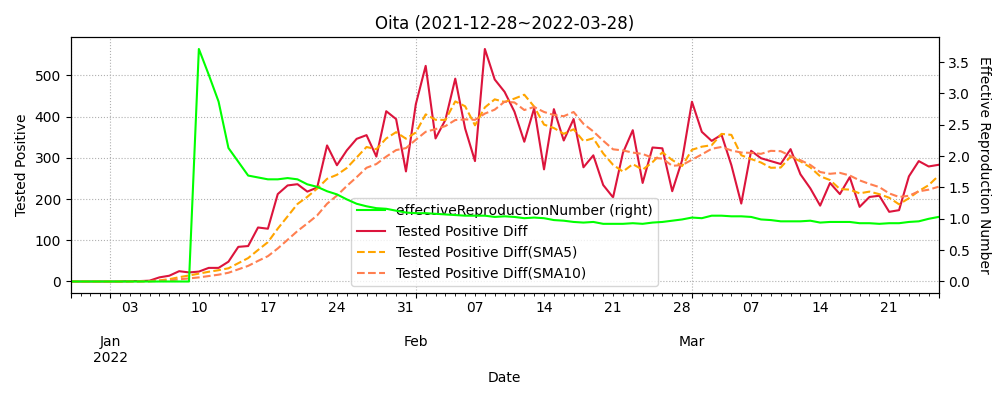 Oita (2021-12-28~2022-03-28)
Tested Positive
500
400
300
200
100
0
Effective Reproduction Number
3.5
3.0
2.5
2.0
1.5
1.0
0.5
0.0
effectiveReproductionNumber (right)
Tested Positive Diff
Tested Positive Diff(SMA5)
Tested Positive Diff(SMA10)
03 10 17 24 31 07 14 21 28 07 14 21
Jan Feb Mar
2022
Date